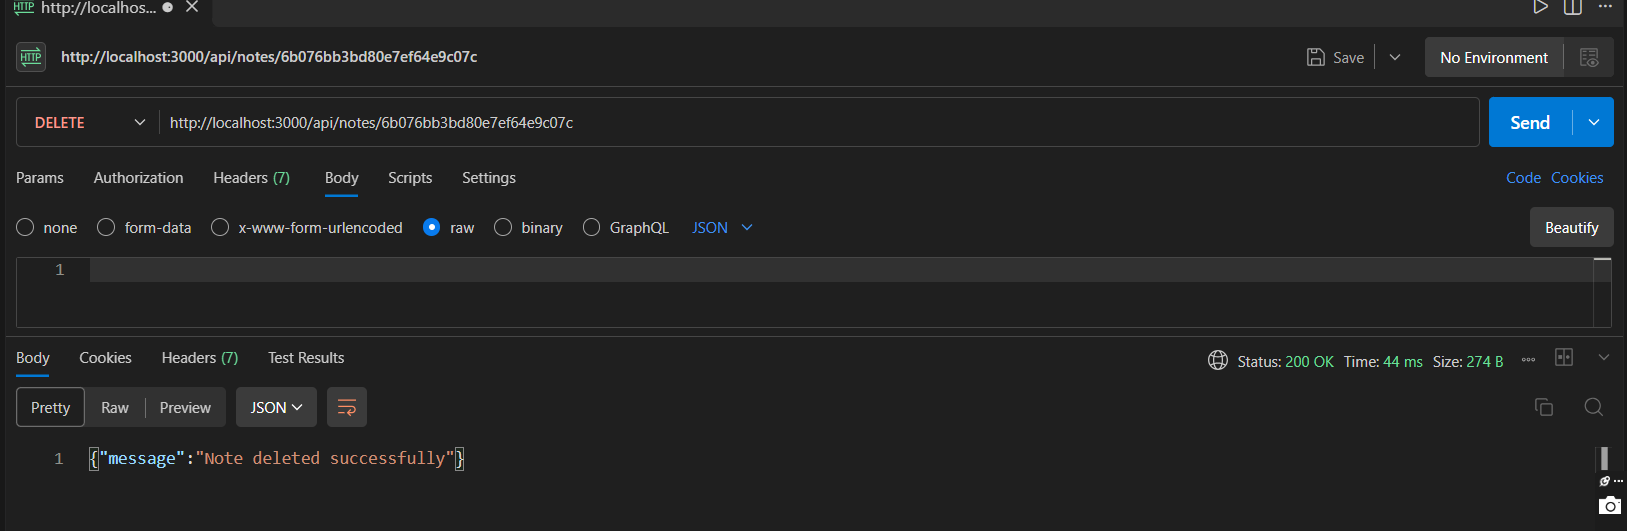 HTTP http://localhos...
HTTP http://localhost:3000/api/notes/6b076bb3bd80e7ef64e9c07c Save No Environment
DELETE http://localhost:3000/api/notes/6b076bb3bd80e7ef64e9c07c Send
Params Authorization Headers (7) Body Scripts Settings Code Cookies
none form-data x-www-form-urlencoded raw binary GraphQL JSON Beautify
1
Body Cookies Headers (7) Test Results Status: 200 OK Time: 44 ms Size: 274 B
Pretty Raw Preview JSON
1 {"message":"Note deleted successfully"}